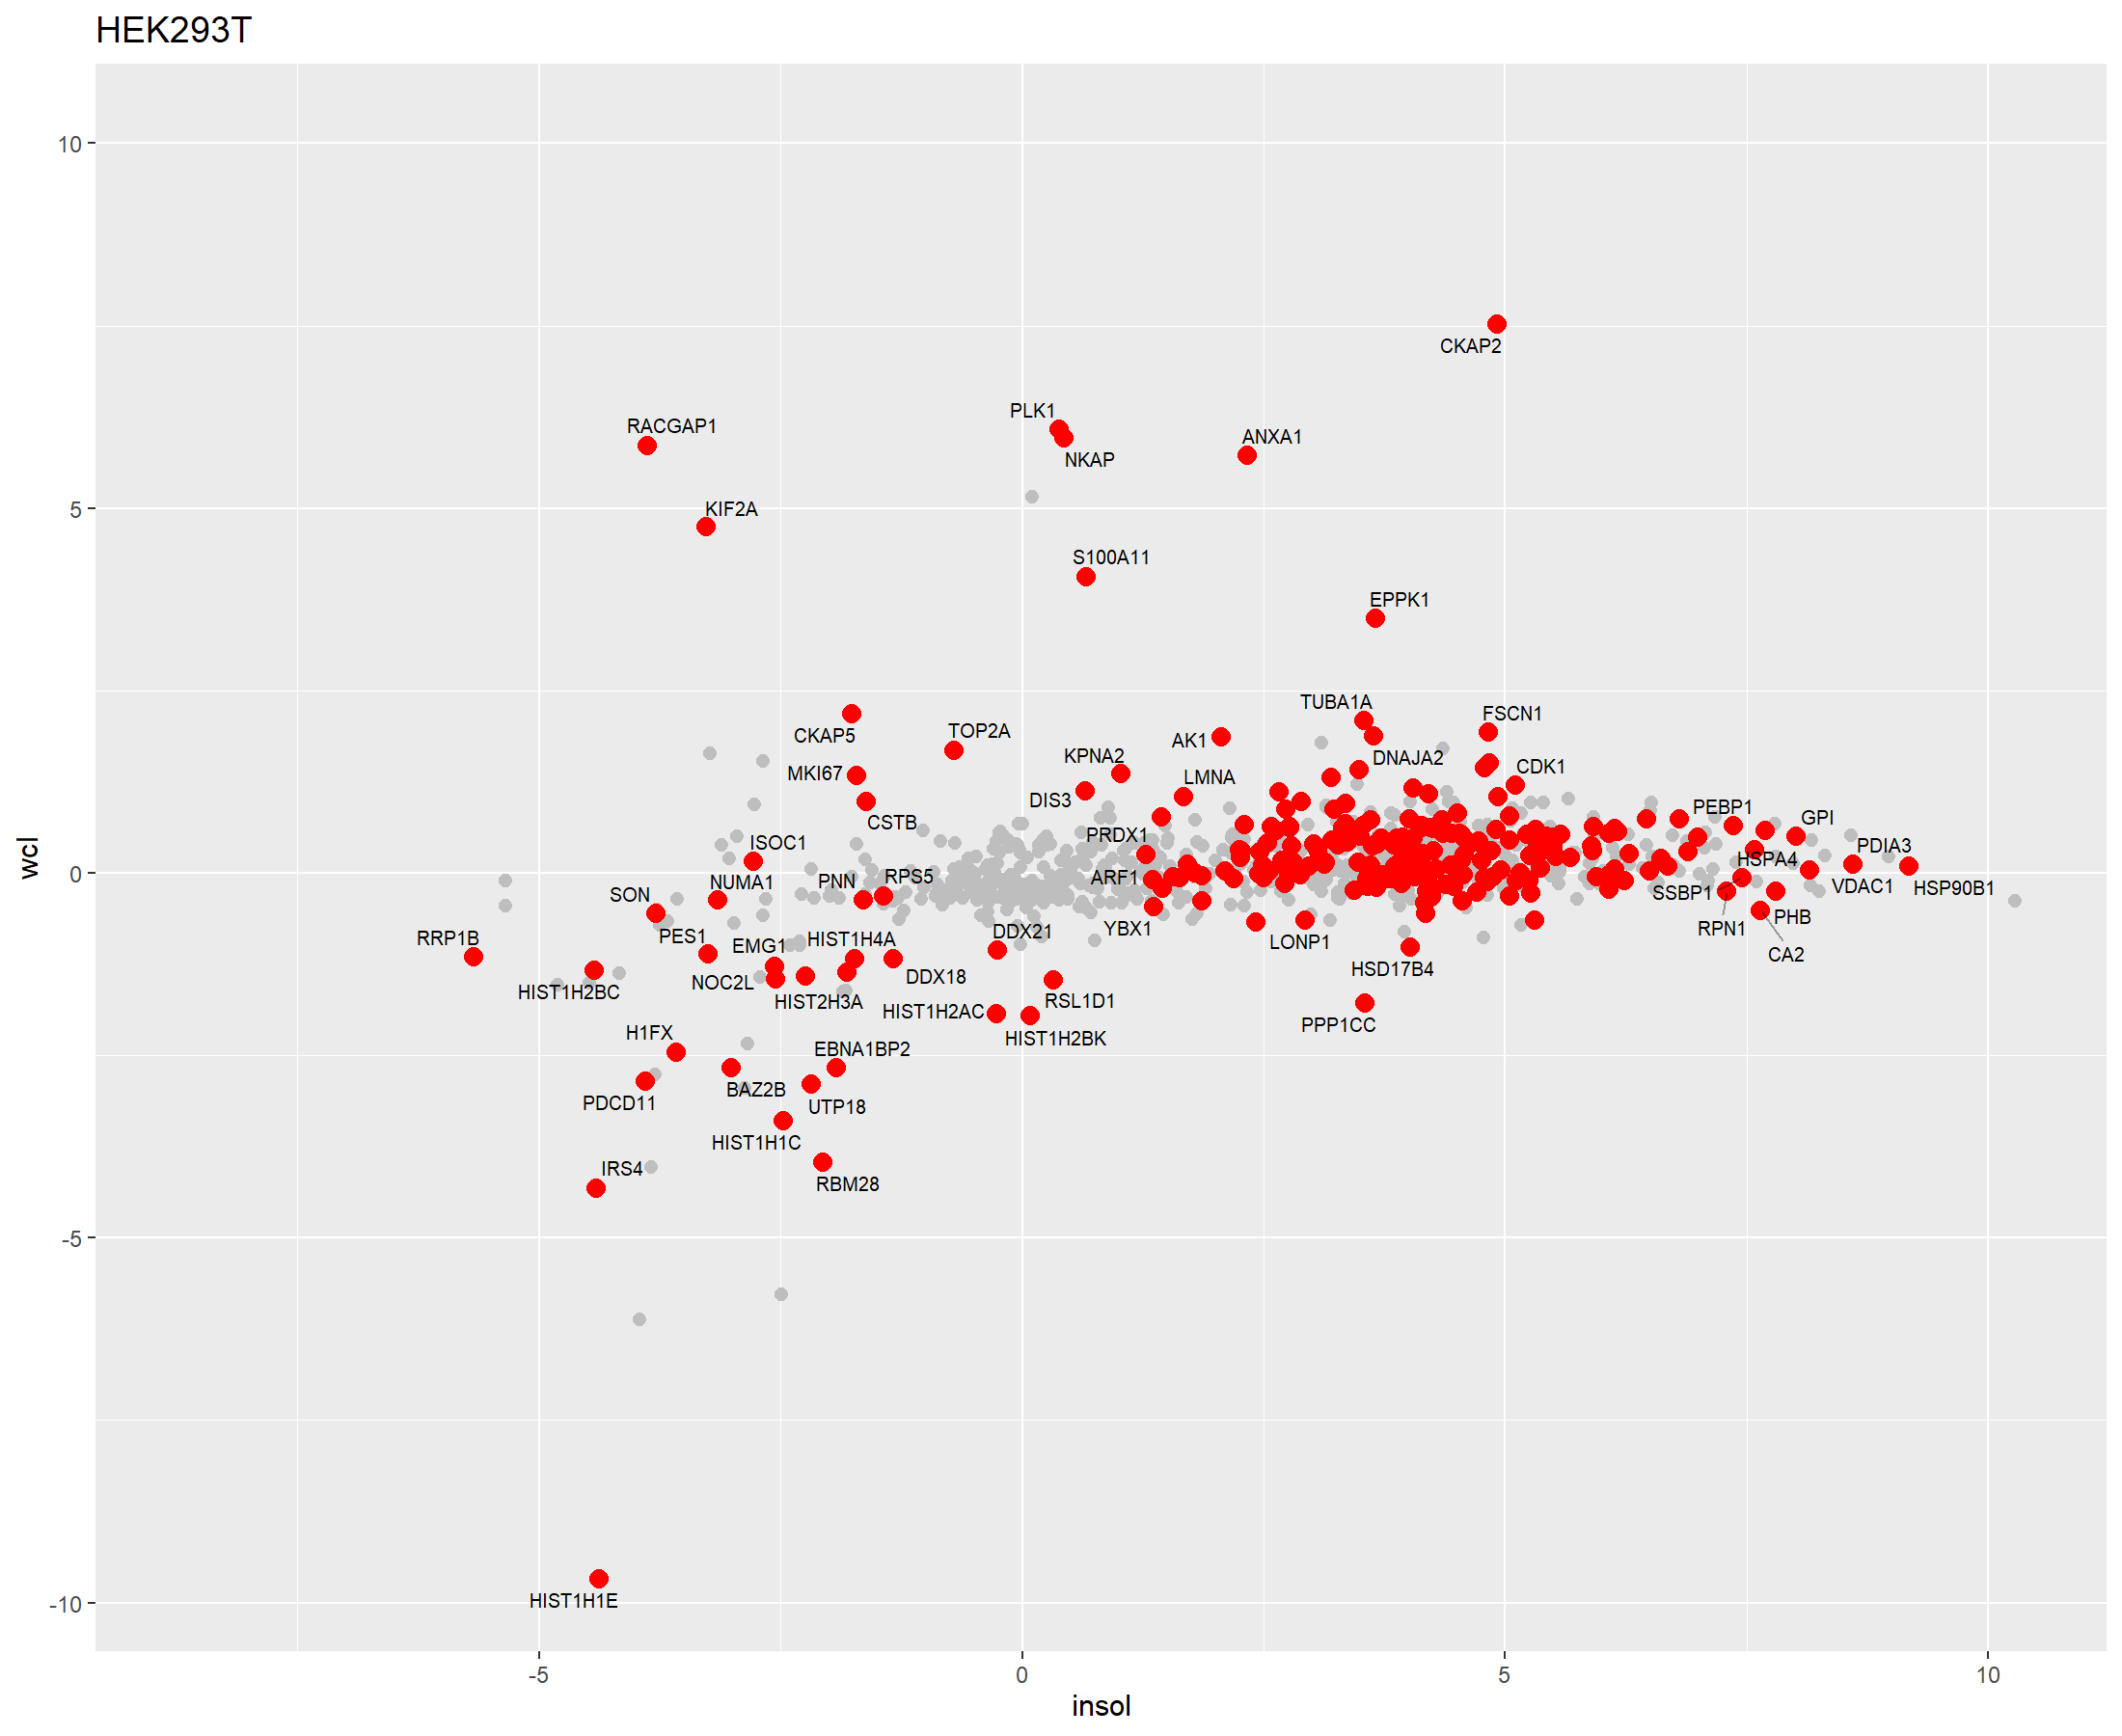 HEK293T
10
CKAP2
PLK1
RACGAP1
ANXA1
NKAP
5
KIF2A
S100A11
EPPK1
TUBA1A
FSCN1
CKAP5
TOP2A
AK1
KPNA2
DNAJA2
MKI67
LMNA
CDK1
DIS3
PEBP1
CSTB
GPI
PRDX1
ISOC1
PDIA3
HSPA4
wcl
0
NUMA1
PNN
RPS5
ARF1
SON
SSBP1
VDAC1
HSP90B1
PHB
RRP1B
PES1
EMG1
HIST1H4A
DDX21
YBX1
LONP1
RPN1
CA2
HSD17B4
NOC2L
DDX18
HIST1H2BC
HIST2H3A
HIST1H2AC
RSL1D1
PPP1CC
H1FX
HIST1H2BK
EBNA1BP2
BAZ2B
PDCD11
UTP18
HIST1H1C
IRS4
RBM28
-5
HIST1H1E
-10
-5
0
5
10
insol